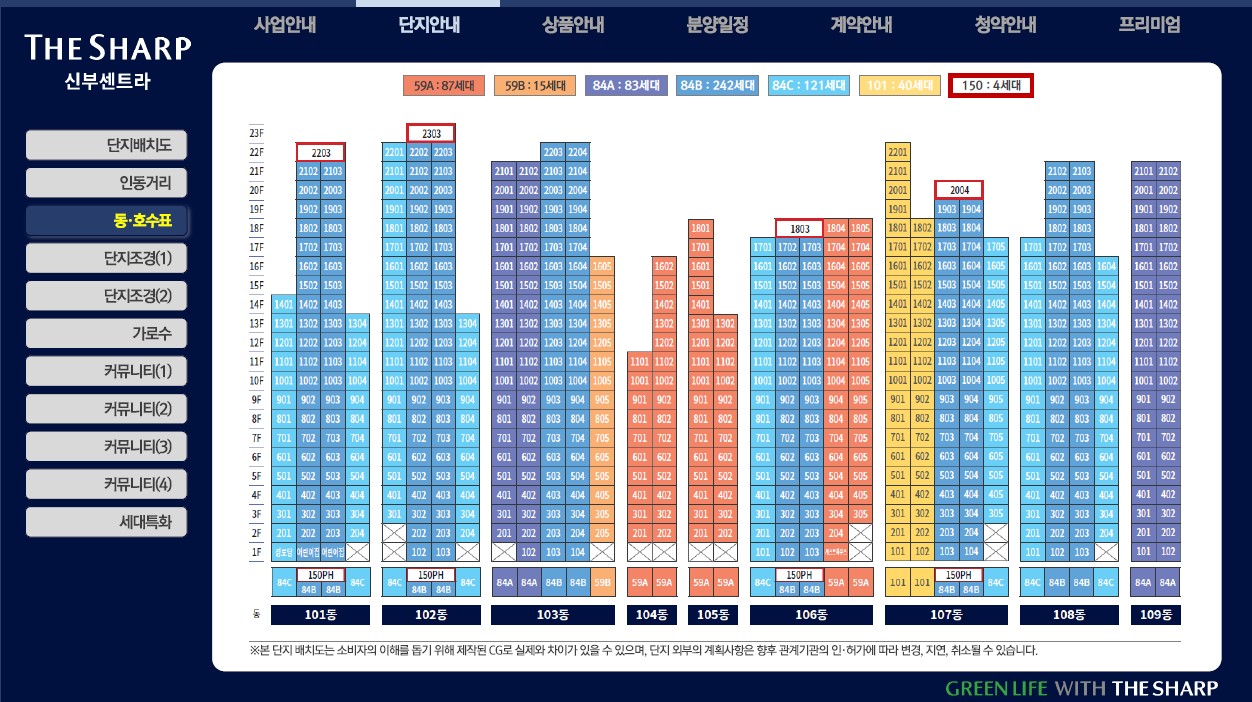 사업안내 단지안내 상품안내 분양일정 계약안내 청약안내 프리미엄
THE SHARP
신부센트라
단지배치도
인동거리
동·호수표
단지조경(1)
단지조경(2)
가로수
커뮤니티(1)
커뮤니티(2)
커뮤니티(3)
커뮤니티(4)
세대특화
59A : 87세대 59B : 15세대 84A : 83세대 84B : 242세대 84C : 121세대 101 : 40세대 150 : 4세대
23F 2303
22F 2203 2201 2202 2203 2203 2204 2201
21F 2102 2103 2101 2102 2103 2101 2102 2103 2104 2101 2102 2103 2101 2102
20F 2002 2003 2001 2002 2003 2001 2002 2003 2004 2001 2004 2002 2003 2001 2002
19F 1902 1903 1901 1902 1903 1901 1902 1903 1904 1901 1903 1904 1902 1903 1901 1902
18F 1802 1803 1801 1802 1803 1801 1802 1803 1804 1801 1803 1804 1805 1801 1802 1803 1804 1802 1803 1801 1802
17F 1702 1703 1701 1702 1703 1701 1702 1703 1704 1701 1701 1702 1703 1704 1705 1701 1702 1703 1704 1705 1701 1702 1703 1701 1702
16F 1602 1603 1601 1602 1603 1601 1602 1603 1604 1605 1602 1601 1601 1602 1603 1604 1605 1601 1602 1603 1604 1605 1601 1602 1603 1604 1601 1602
15F 1502 1503 1501 1502 1503 1501 1502 1503 1504 1505 1502 1501 1501 1502 1503 1504 1505 1501 1502 1503 1504 1505 1501 1502 1503 1504 1501 1502
14F 1401 1402 1403 1401 1402 1403 1401 1402 1403 1404 1405 1402 1401 1401 1402 1403 1404 1405 1401 1402 1403 1404 1405 1401 1402 1403 1404 1401 1402
13F 1301 1302 1303 1304 1301 1302 1303 1304 1301 1302 1303 1304 1305 1302 1301 1302 1301 1302 1303 1304 1305 1301 1302 1303 1304 1305 1301 1302 1303 1304 1301 1302
12F 1201 1202 1203 1204 1201 1202 1203 1204 1201 1202 1203 1204 1205 1202 1201 1202 1201 1202 1203 1204 1205 1201 1202 1203 1204 1205 1201 1202 1203 1204 1201 1202
11F 1101 1102 1103 1104 1101 1102 1103 1104 1101 1102 1103 1104 1105 1101 1102 1101 1102 1101 1102 1103 1104 1105 1101 1102 1103 1104 1105 1101 1102 1103 1104 1101 1102
10F 1001 1002 1003 1004 1001 1002 1003 1004 1001 1002 1003 1004 1005 1001 1002 1001 1002 1001 1002 1003 1004 1005 1001 1002 1003 1004 1005 1001 1002 1003 1004 1001 1002
9F 901 902 903 904 901 902 903 904 901 902 903 904 905 901 902 901 902 901 902 903 904 905 901 902 903 904 905 901 902 903 904 901 902
8F 801 802 803 804 801 802 803 804 801 802 803 804 805 801 802 801 802 801 802 803 804 805 801 802 803 804 805 801 802 803 804 801 802
7F 701 702 703 704 701 702 703 704 701 702 703 704 705 701 702 701 702 701 702 703 704 705 701 702 703 704 705 701 702 703 704 701 702
6F 601 602 603 604 601 602 603 604 601 602 603 604 605 601 602 601 602 601 602 603 604 605 601 602 603 604 605 601 602 603 604 601 602
5F 501 502 503 504 501 502 503 504 501 502 503 504 505 501 502 501 502 501 502 503 504 505 501 502 503 504 505 501 502 503 504 501 502
4F 401 402 403 404 401 402 403 404 401 402 403 404 405 401 402 401 402 401 402 403 404 405 401 402 403 404 405 401 402 403 404 401 402
3F 301 302 303 304 301 302 303 304 301 302 303 304 305 301 302 301 302 301 302 303 304 305 301 302 303 304 305 301 302 303 304 301 302
2F 201 202 203 204 202 203 204 201 202 203 204 205 201 202 201 202 201 202 203 204 201 202 203 204 201 202 203 204 201 202
1F 경로당 어린이집 어린이집 102 103 102 103 104 101 102 103 101 102 103 104 101 102 103 101 102
84C 150PH 84B 84B 84C 84C 150PH 84B 84B 84C 84A 84A 84B 84B 59B 59A 59A 59A 59A 84C 150PH 84B 84B 59A 59A 101 101 150PH 84B 84B 84C 84C 84B 84B 84C 84A 84A
동 101동 102동 103동 104동 105동 106동 107동 108동 109동
※본 단지 배치도는 소비자의 이해를 돕기 위해 제작된 CG로 실제와 차이가 있을 수 있으며, 단지 외부의 계획사항은 향후 관계기관의 인·허가에 따라 변경, 지연, 취소될 수 있습니다.
GREEN LIFE WITH THE SHARP